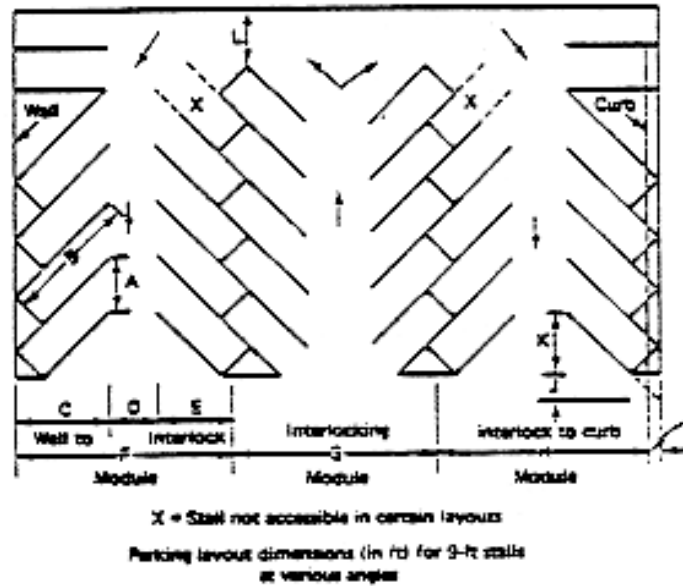 L
X
X
Wall
Curb
B
A
K
J
C
D
E
Wall to
Interlock
Interlocking
Interlock to curb
F
G
Module
Module
Module
X = Stall not accessible in certain layouts
Parking layout dimensions (in ft) for 9-ft stalls
at various angles